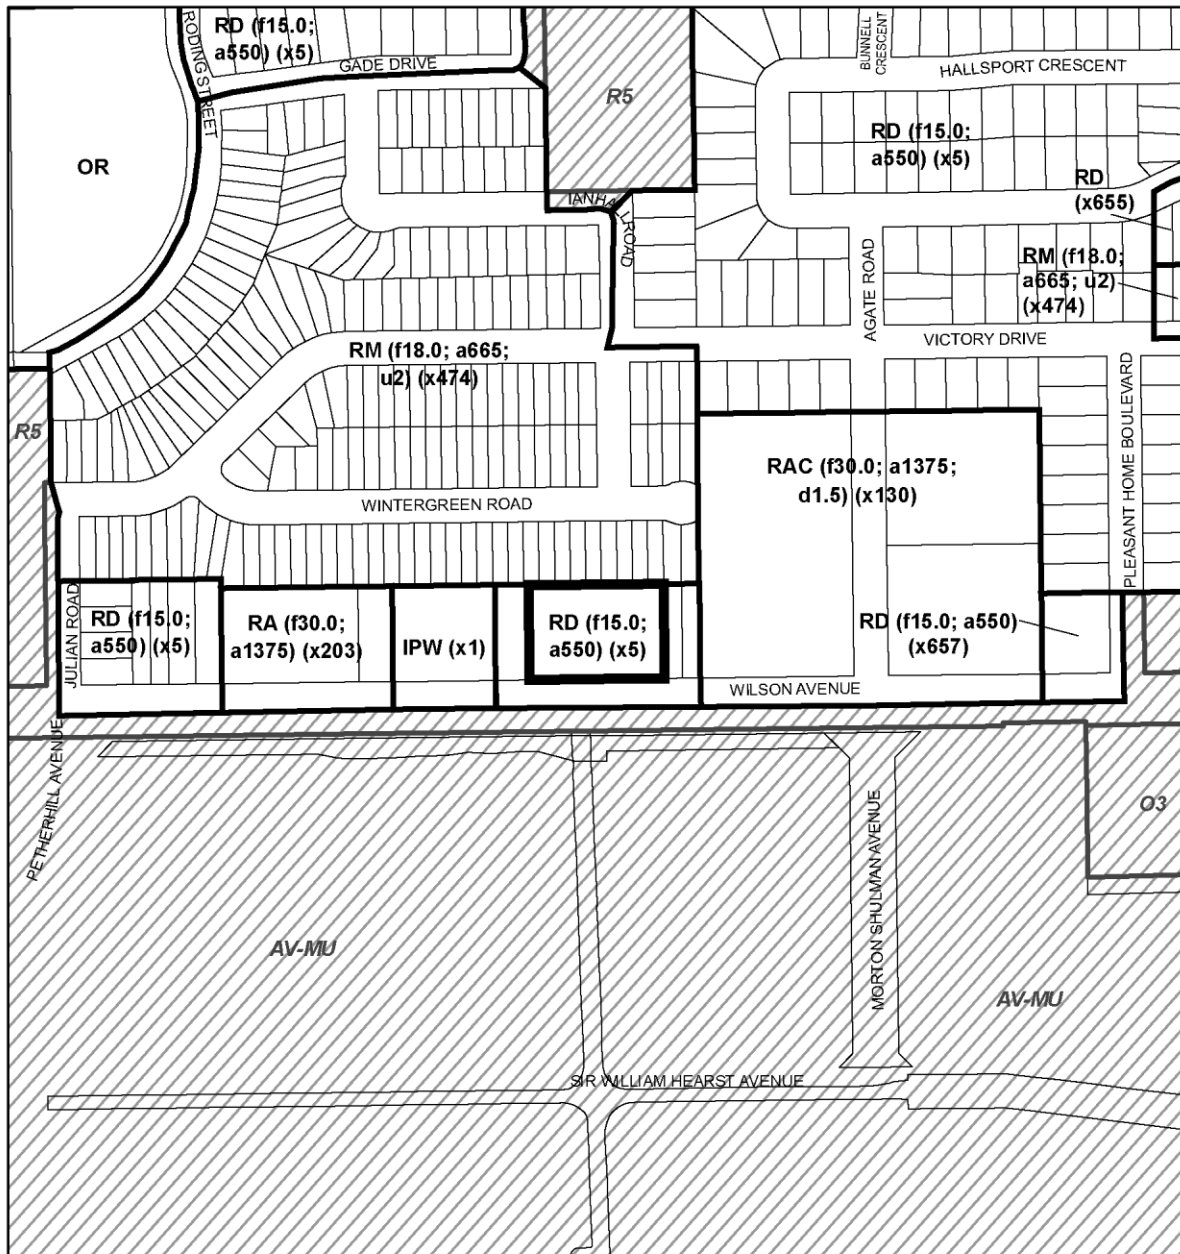 RODING STREET
RD (f15.0;
a550) (x5)
GADE DRIVE
BUNNELL
CRESCENT
HALLSPORT CRESCENT
R5
RD (f15.0;
a550) (x5)
OR
RD
(x655)
IANHALL ROAD
AGATE ROAD
RM (f18.0;
a665; u2)
(x474)
VICTORY DRIVE
RM (f18.0; a665;
u2) (x474)
PLEASANT HOME BOULEVARD
R5
RAC (f30.0; a1375;
d1.5) (x130)
WINTERGREEN ROAD
JULIAN ROAD
RD (f15.0;
a550) (x5)
RA (f30.0;
a1375) (x203)
IPW (x1)
RD (f15.0;
a550) (x5)
RD (f15.0; a550)
(x657)
WILSON AVENUE
PETHERHILL AVENUE
MORTON SHULMAN AVENUE
O3
AV-MU
AV-MU
SIR WILLIAM HEARST AVENUE